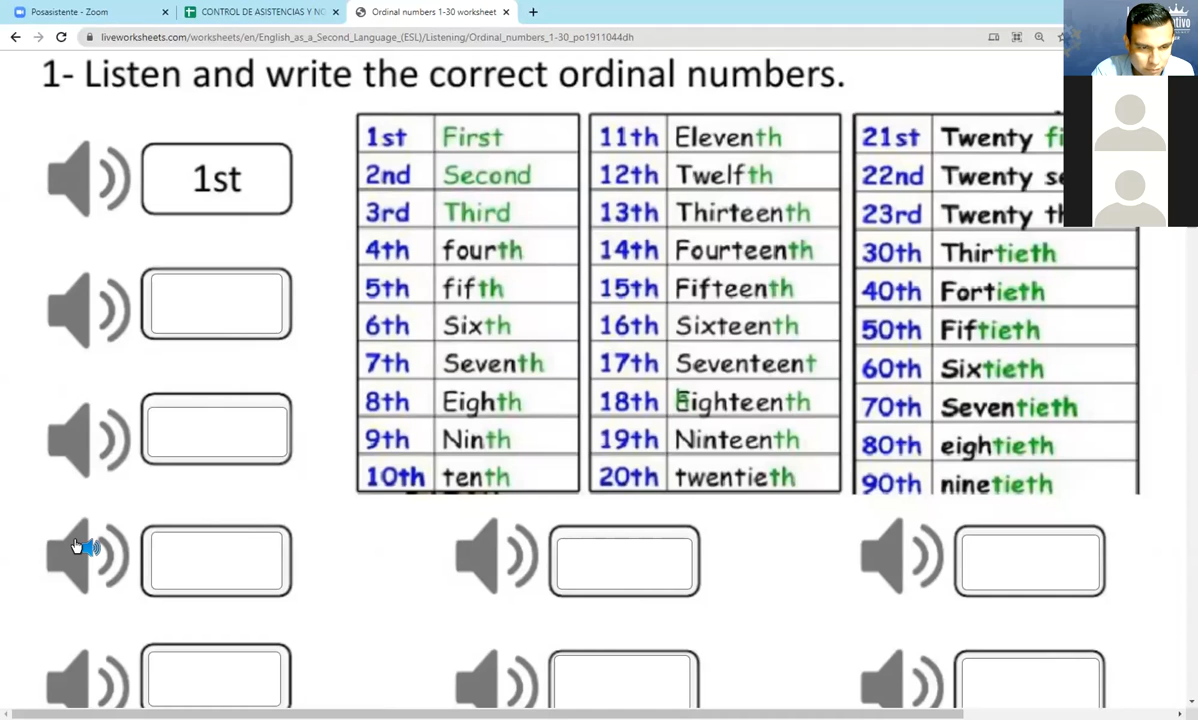 Posasistente - Zoom
CONTROL DE ASISTENCIAS Y NO
Ordinal numbers 1-30 worksheet
liveworksheets.com/worksheets/en/English_as_a_Second_Language_(ESL)/Listening/Ordinal_numbers_1-30_po1911044dh
1- Listen and write the correct ordinal numbers.
1st
1st First
2nd Second
3rd Third
4th fourth
5th fifth
6th Sixth
7th Seventh
8th Eighth
9th Ninth
10th tenth
11th Eleventh
12th Twelfth
13th Thirteenth
14th Fourteenth
15th Fifteenth
16th Sixteenth
17th Seventeent
18th Eighteenth
19th Ninteenth
20th twentieth
21st Twenty fi
22nd Twenty se
23rd Twenty th
30th Thirtieth
40th Fortieth
50th Fiftieth
60th Sixtieth
70th Seventieth
80th eightieth
90th ninetieth